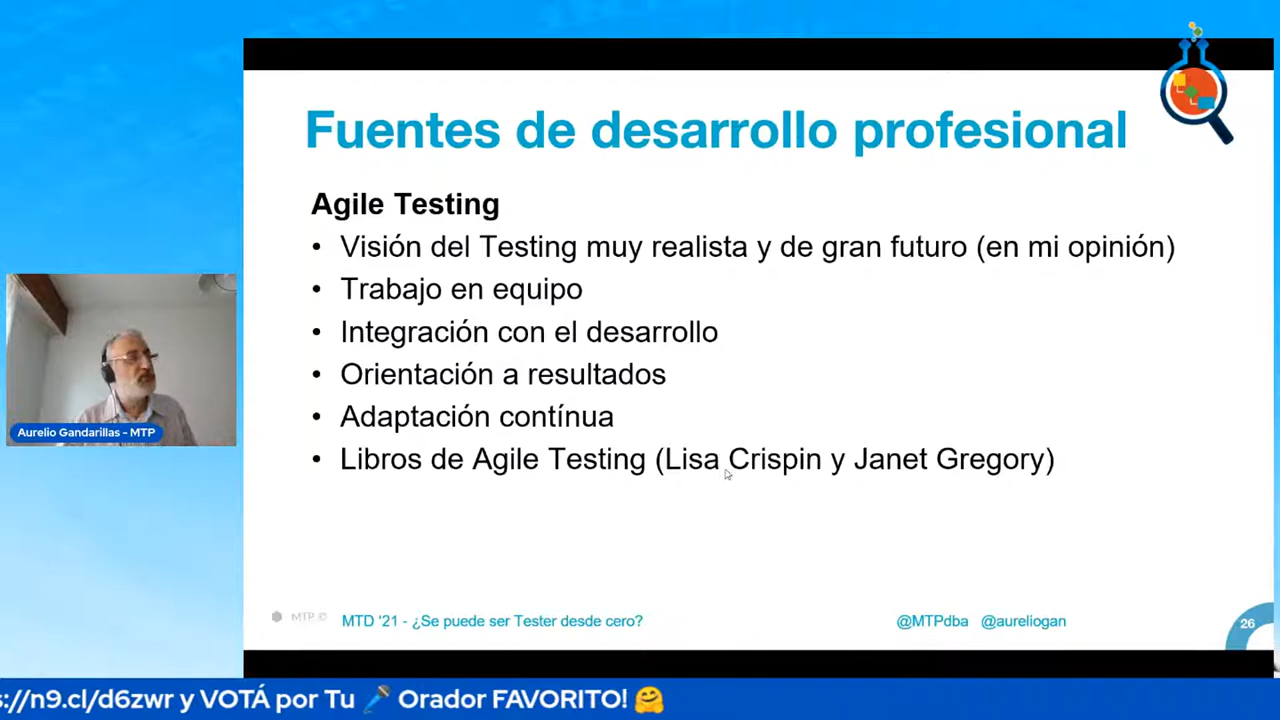 Fuentes de desarrollo profesional
Agile Testing
• Visión del Testing muy realista y de gran futuro (en mi opinión)
• Trabajo en equipo
• Integración con el desarrollo
• Orientación a resultados
• Adaptación contínua
• Libros de Agile Testing (Lisa Crispin y Janet Gregory)
Aurelio Gandarillas - MTP
MTP © MTD '21 - ¿Se puede ser Tester desde cero? @MTPdba @aureliogan 26
s://n9.cl/d6zwr y VOTÁ por Tu 🎤 Orador FAVORITO! 🤗